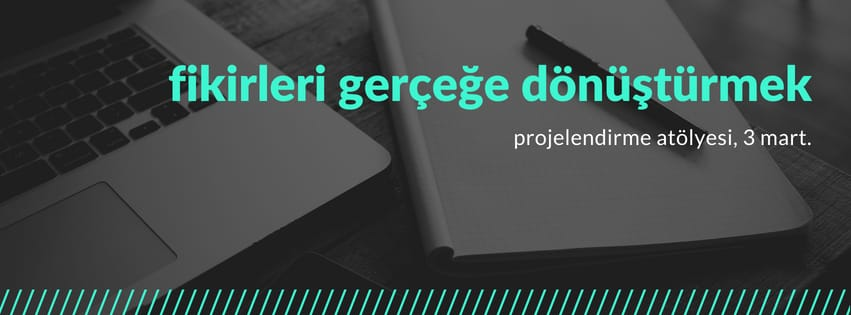 fikirleri gerçeğe dönüştürmek
projelendirme atölyesi, 3 mart.